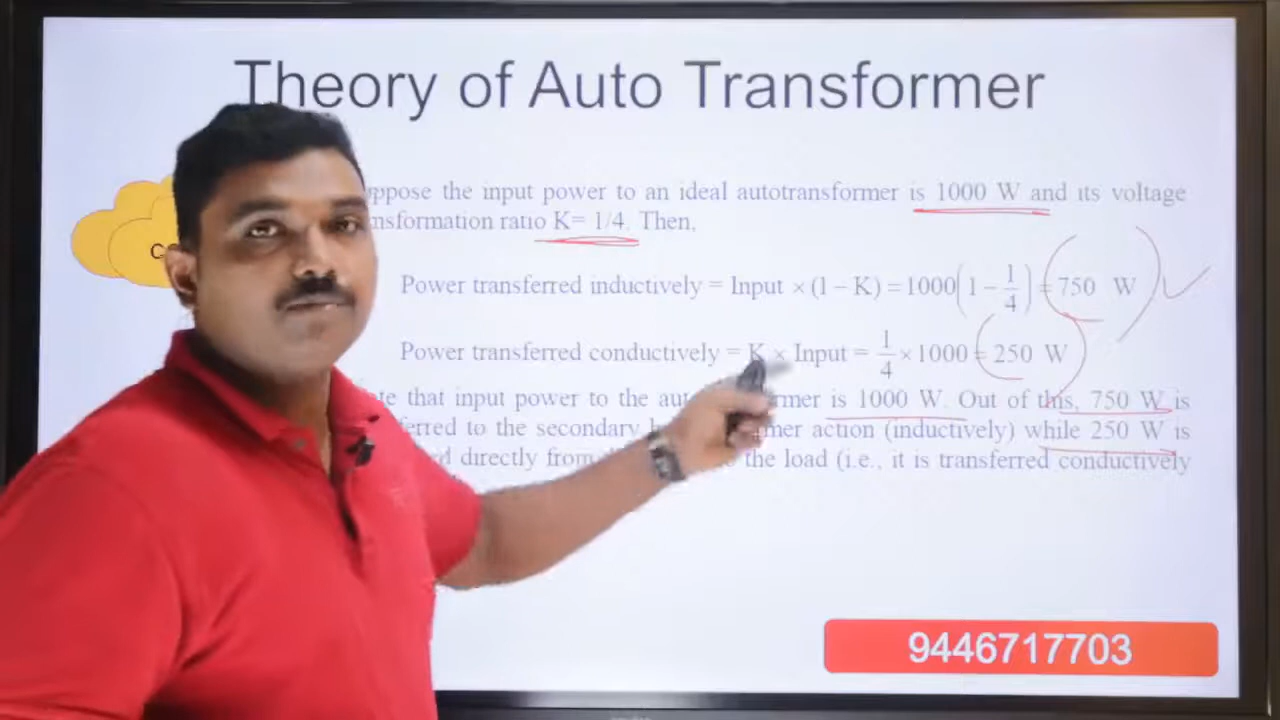 Theory of Auto Transformer
ppose the input power to an ideal autotransformer is 1000 W and its voltage
nsformation ratio K= 1/4. Then,
Power transferred inductively = Input × (1 − K) = 1000(1 − 1/4) = 750 W
Power transferred conductively = K × Input = 1/4 × 1000 = 250 W
te that input power to the au mer is 1000 W. Out of this, 750 W is
erred to the secondary mer action (inductively) while 250 W is
d directly from the load (i.e., it is transferred conductively
9446717703